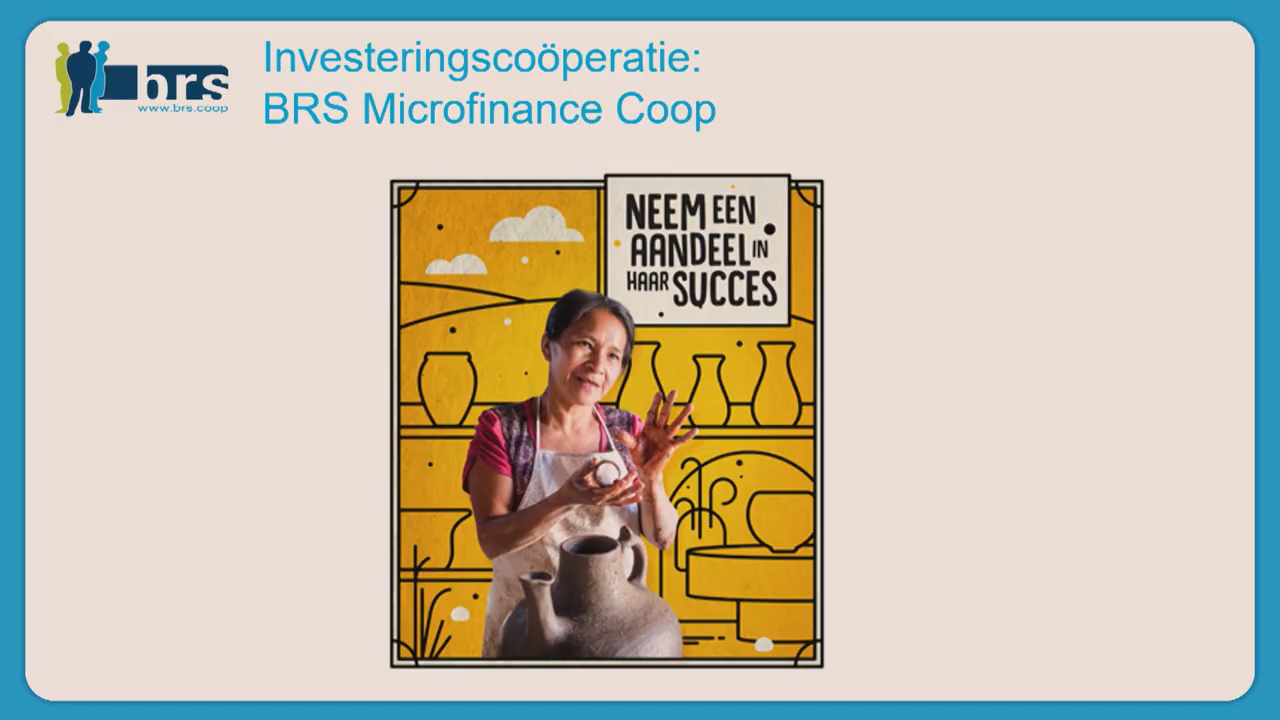 brs
www.brs.coop
Investeringscoöperatie:
BRS Microfinance Coop
NEEM EEN
AANDEEL IN
HAAR SUCCES